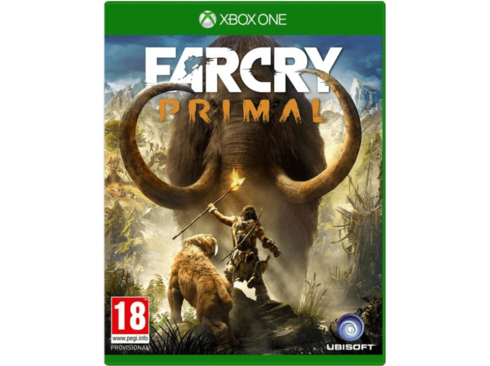 XBOX ONE
FARCRY
PRIMAL
18
www.pegi.info
PROVISIONAL
UBISOFT